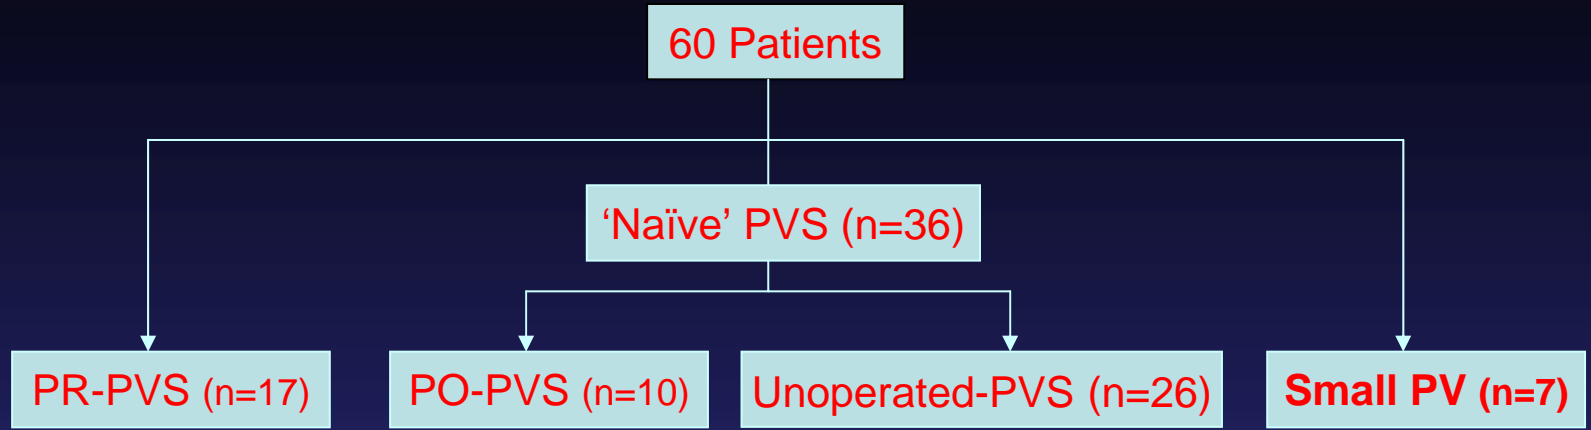 60 Patients
‘Naïve’ PVS (n=36)
PR-PVS (n=17)
PO-PVS (n=10)
Unoperated-PVS (n=26)
Small PV (n=7)